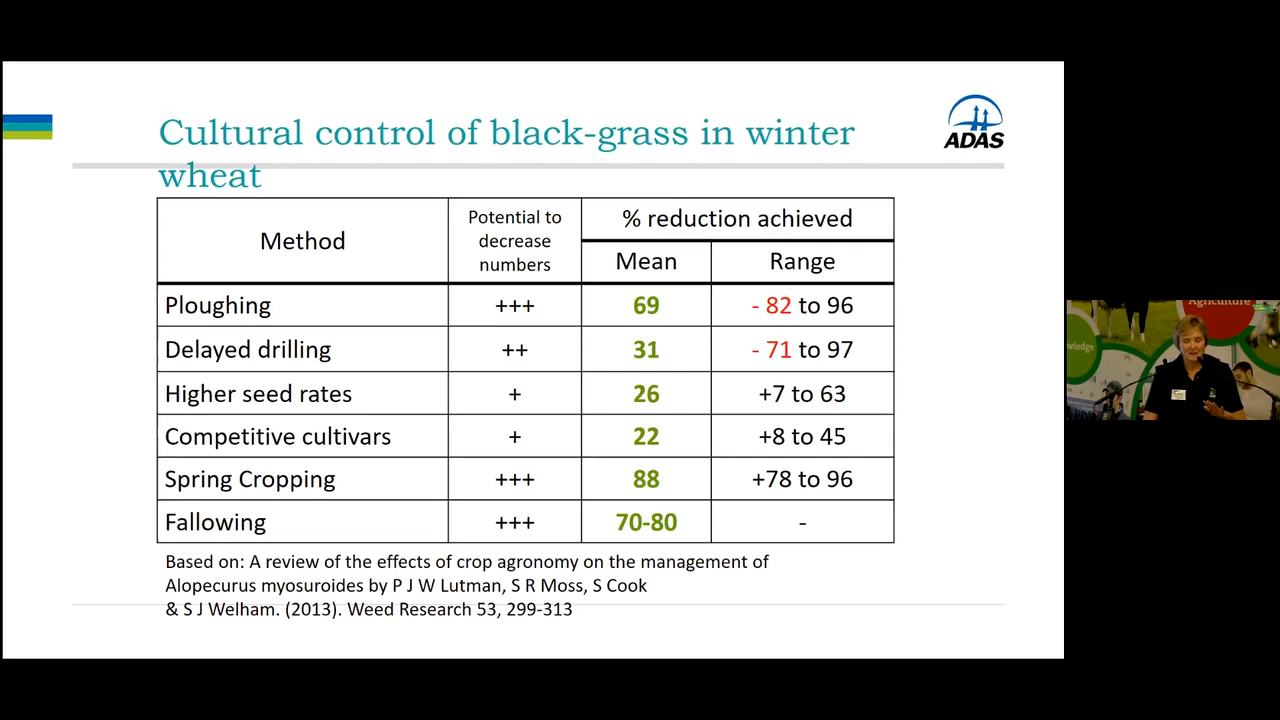 Cultural control of black-grass in winter
wheat
ADAS
Method
Potential to
decrease
numbers
% reduction achieved
Mean
Range
Ploughing +++ 69 - 82 to 96
Delayed drilling ++ 31 - 71 to 97
Higher seed rates + 26 +7 to 63
Competitive cultivars + 22 +8 to 45
Spring Cropping +++ 88 +78 to 96
Fallowing +++ 70-80 -
Based on: A review of the effects of crop agronomy on the management of
Alopecurus myosuroides by P J W Lutman, S R Moss, S Cook
& S J Welham. (2013). Weed Research 53, 299-313
Agriculture
wledge